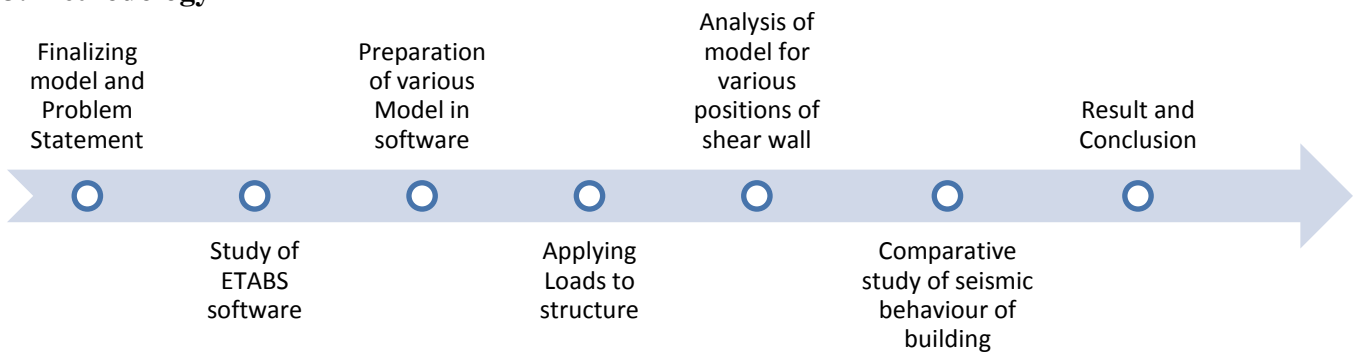 Methodology
Finalizing
model and
Problem
Statement
Study of
ETABS
software
Preparation
of various
Model in
software
Applying
Loads to
structure
Analysis of
model for
various
positions of
shear wall
Comparative
study of seismic
behaviour of
building
Result and
Conclusion